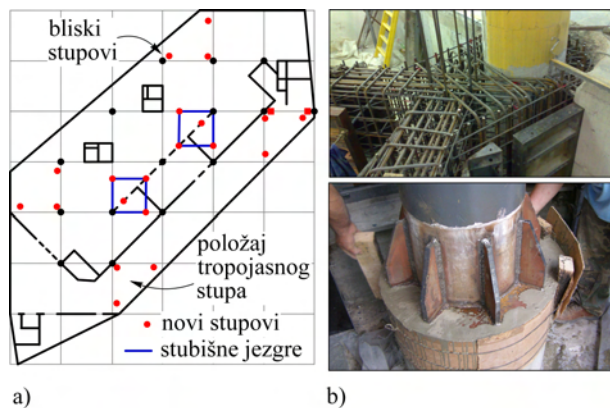 bliski
stupovi
položaj
tropojasnog
stupa
novi stupovi
stubišne jezgre
a)
b)